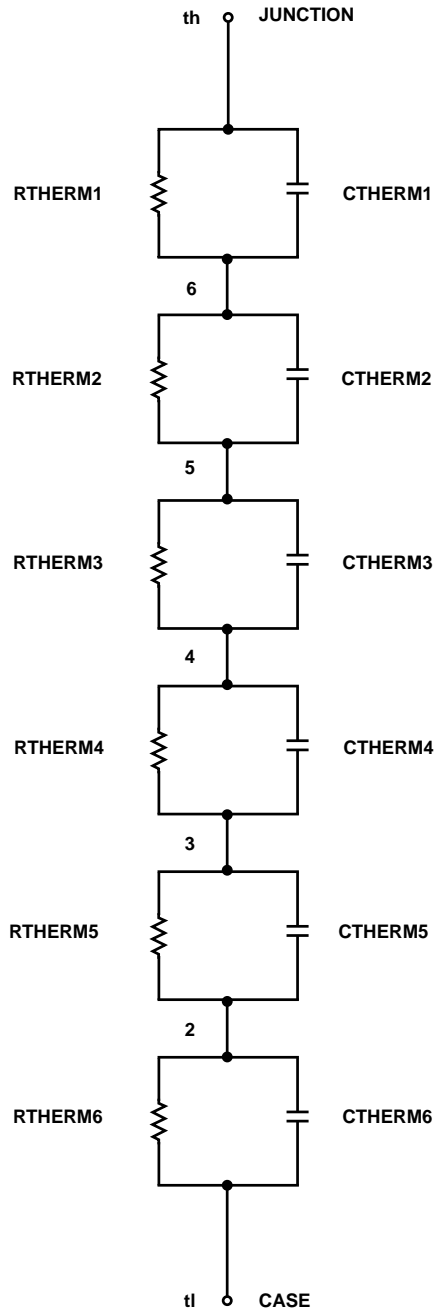 th JUNCTION
RTHERM1 CTHERM1
6
RTHERM2 CTHERM2
5
RTHERM3 CTHERM3
4
RTHERM4 CTHERM4
3
RTHERM5 CTHERM5
2
RTHERM6 CTHERM6
tl CASE